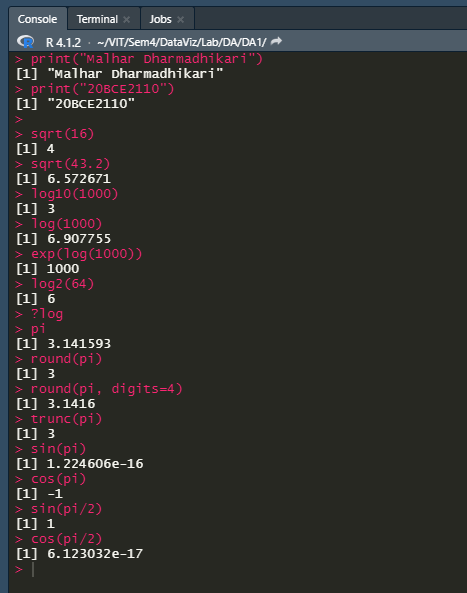 Console Terminal × Jobs ×
R 4.1.2 · ~/VIT/Sem4/DataViz/Lab/DA/DA1/
> print("Malhar Dharmadhikari")
[1] "Malhar Dharmadhikari"
> print("20BCE2110")
[1] "20BCE2110"
>
> sqrt(16)
[1] 4
> sqrt(43.2)
[1] 6.572671
> log10(1000)
[1] 3
> log(1000)
[1] 6.907755
> exp(log(1000))
[1] 1000
> log2(64)
[1] 6
> ?log
> pi
[1] 3.141593
> round(pi)
[1] 3
> round(pi, digits=4)
[1] 3.1416
> trunc(pi)
[1] 3
> sin(pi)
[1] 1.224606e-16
> cos(pi)
[1] -1
> sin(pi/2)
[1] 1
> cos(pi/2)
[1] 6.123032e-17
>